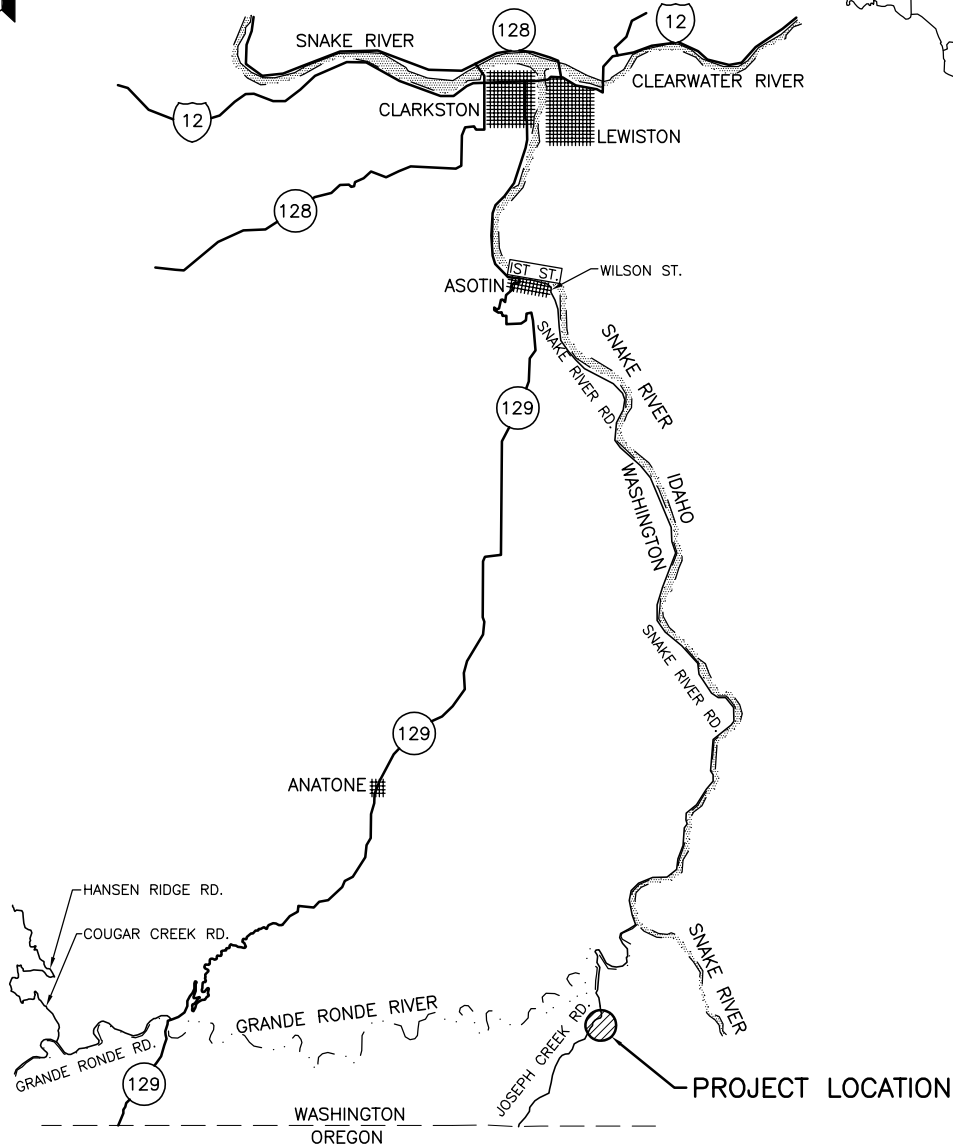 128
12
SNAKE RIVER
CLEARWATER RIVER
CLARKSTON
12
LEWISTON
128
1ST ST.
WILSON ST.
ASOTIN
SNAKE RIVER RD.
SNAKE RIVER
129
WASHINGTON
IDAHO
SNAKE RIVER RD.
129
ANATONE
HANSEN RIDGE RD.
COUGAR CREEK RD.
SNAKE RIVER
GRANDE RONDE RIVER
GRANDE RONDE RD.
JOSEPH CREEK RD.
129
PROJECT LOCATION
WASHINGTON
OREGON